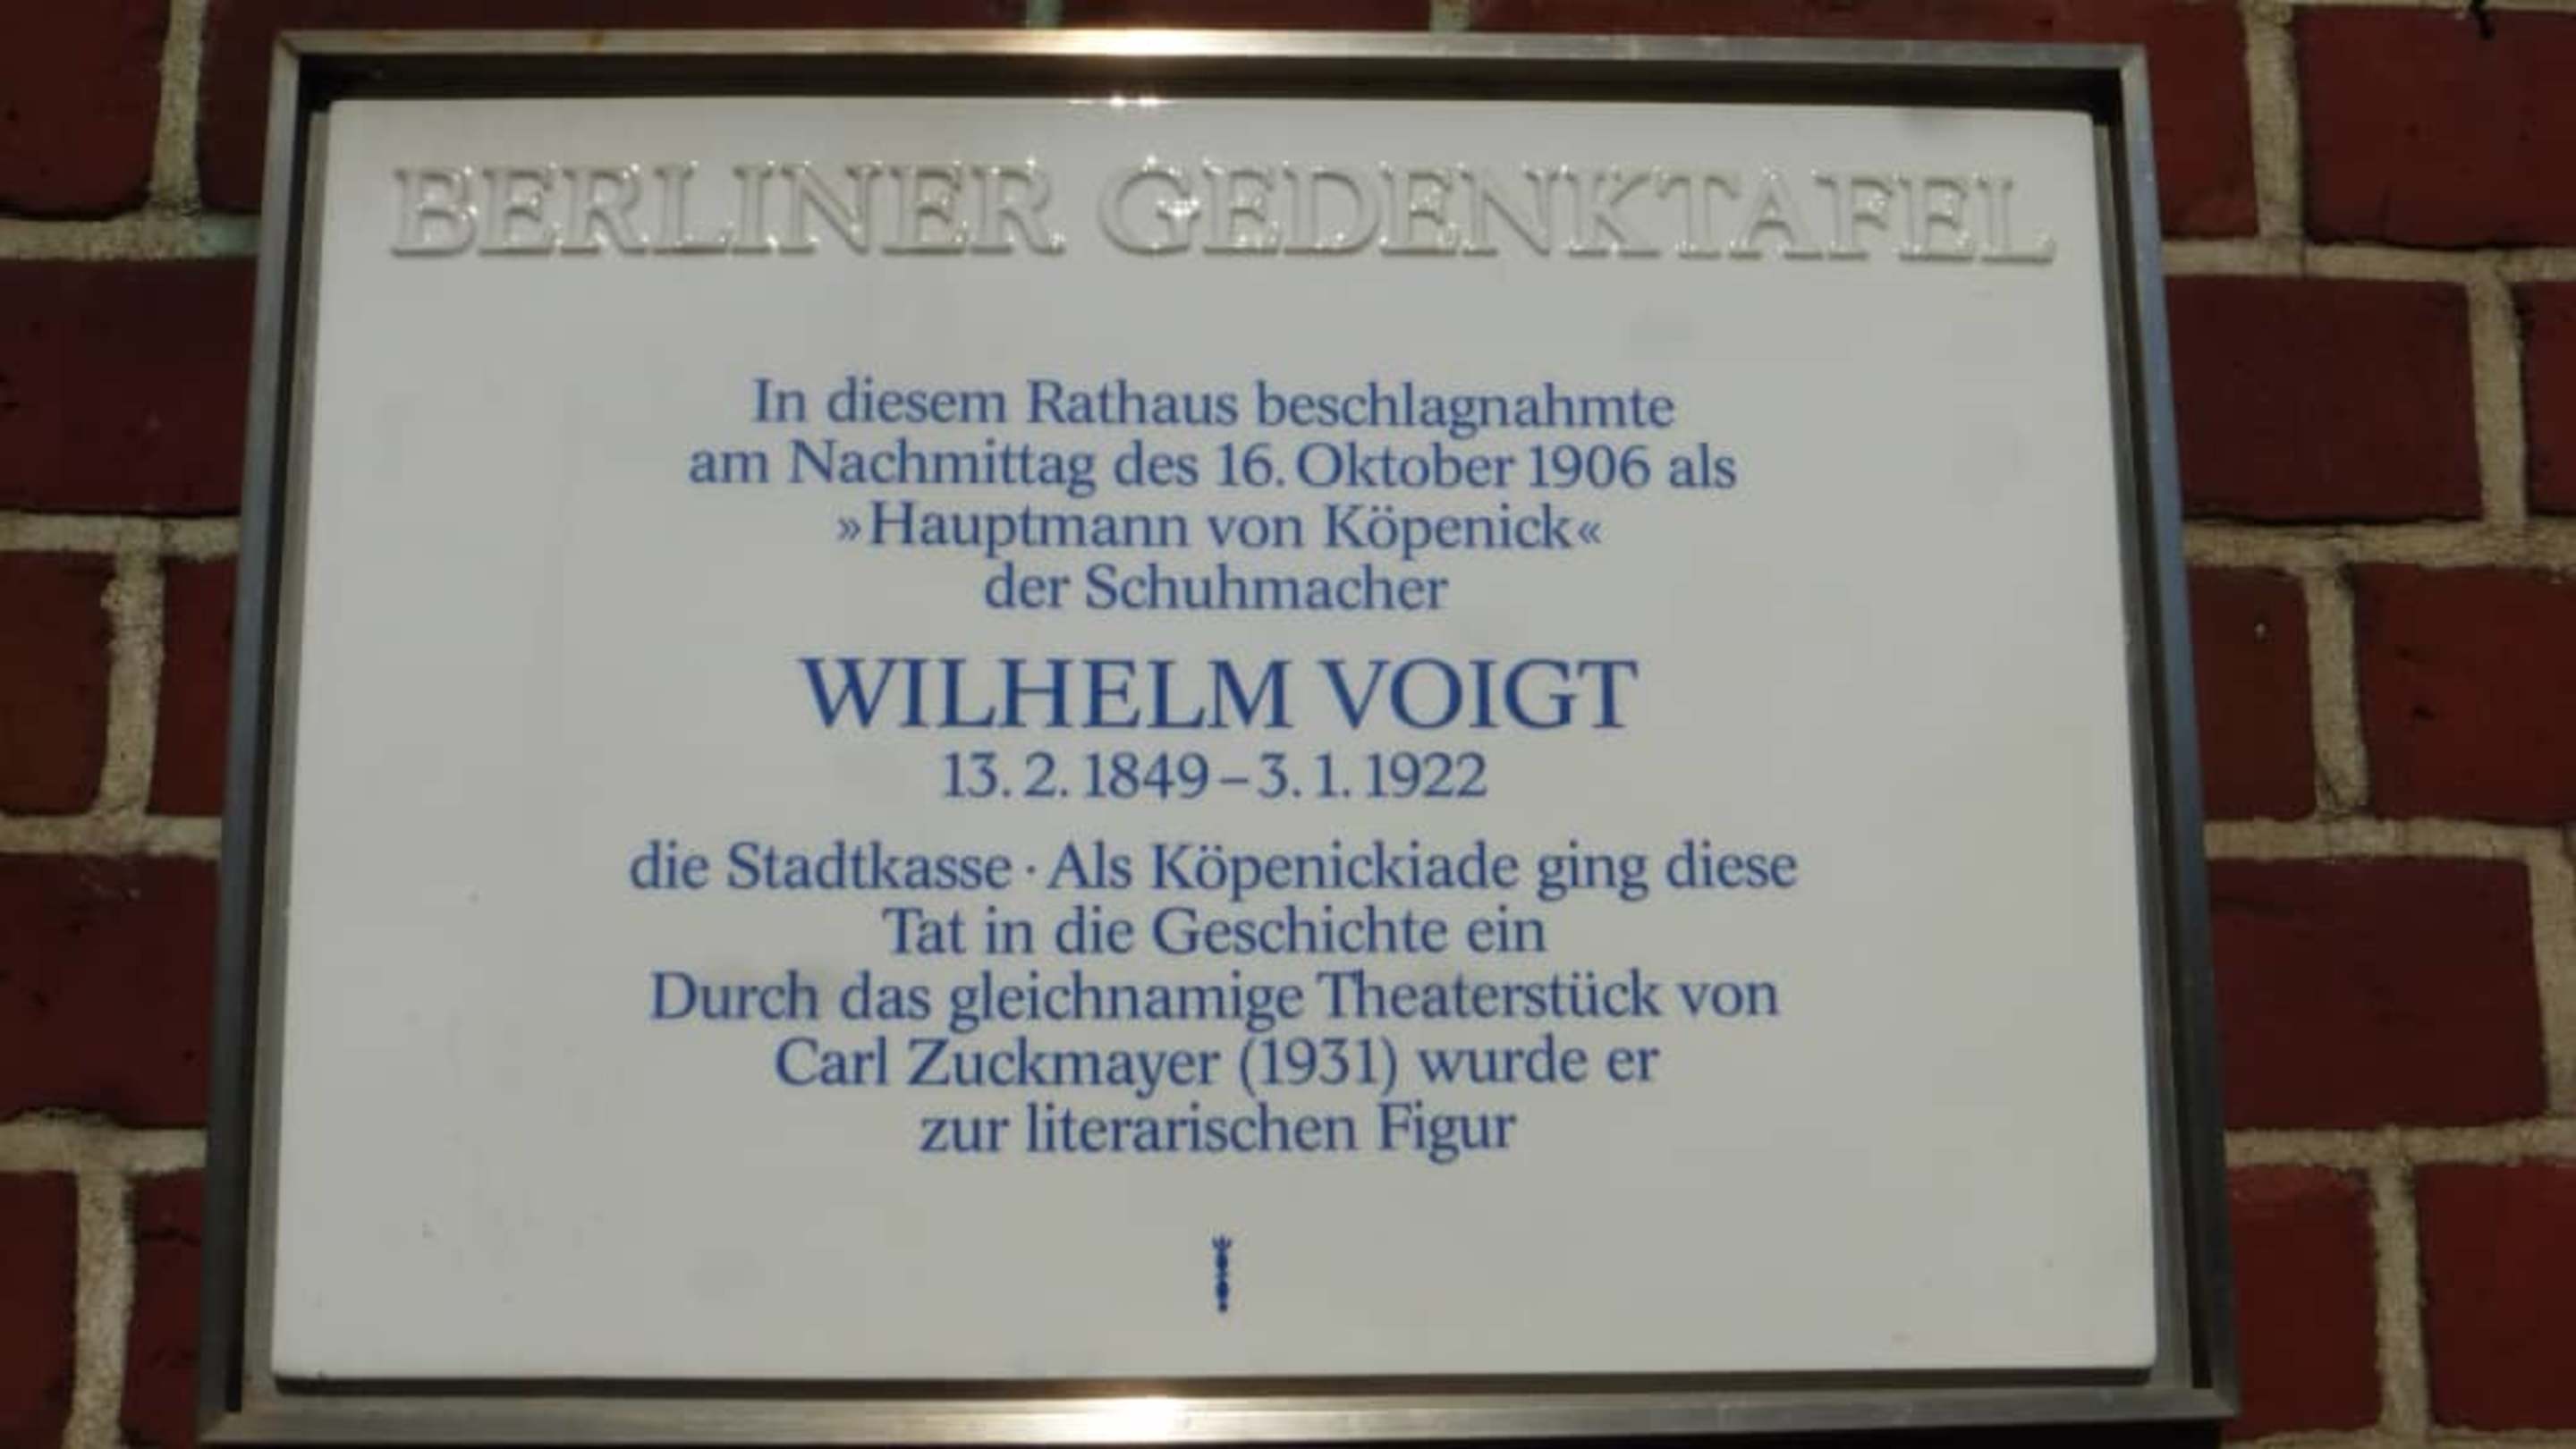 BERLINER GEDENKTAFEL
In diesem Rathaus beschlagnahmte
am Nachmittag des 16. Oktober 1906 als
»Hauptmann von Köpenick«
der Schuhmacher
WILHELM VOIGT
13. 2. 1849 – 3. 1. 1922
die Stadtkasse · Als Köpenickiade ging diese
Tat in die Geschichte ein
Durch das gleichnamige Theaterstück von
Carl Zuckmayer (1931) wurde er
zur literarischen Figur